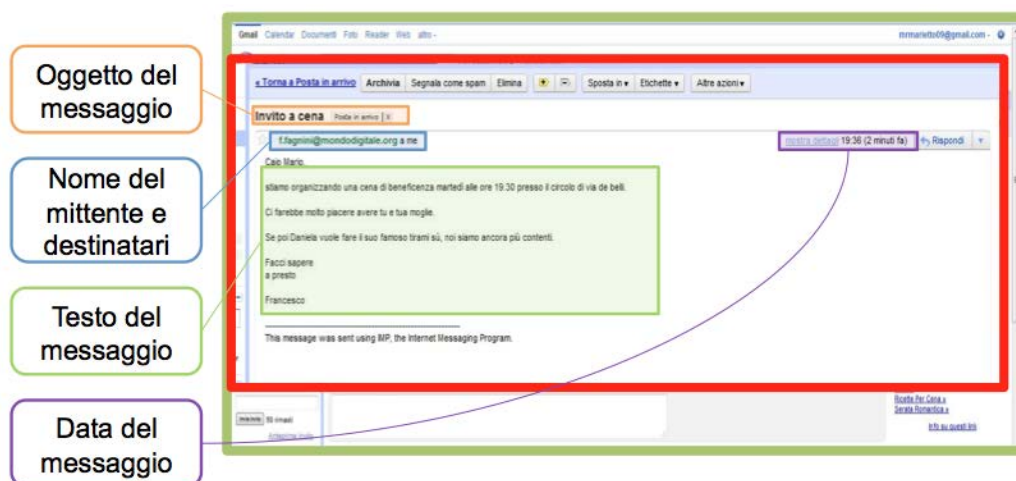 Gmail Calendar Documenti Foto Reader Web altro
mrmarietto09@gmail.com
Oggetto del
messaggio
« Torna a Posta in arrivo Archivia Segnala come spam Elimina Sposta in Etichette Altre azioni
Invito a cena Posta in arrivo X
f.fagnini@mondodigitale.org a me
mostra dettagli 19:36 (2 minuti fa) Rispondi
Nome del
mittente e
destinatari
Caio Mario,
stiamo organizzando una cena di beneficenza martedì alle ore 19:30 presso il circolo di via de belli.
Ci farebbe molto piacere avere tu e tua moglie.
Se poi Daniela vuole fare il suo famoso tirami sù, noi siamo ancora più contenti.
Facci sapere
a presto
Francesco
Testo del
messaggio
This message was sent using IMP, the Internet Messaging Program.
Data del
messaggio
50 rimasti
Anteprima invito
Ricette Per Cena »
Serata Romantica »
Info su questi link